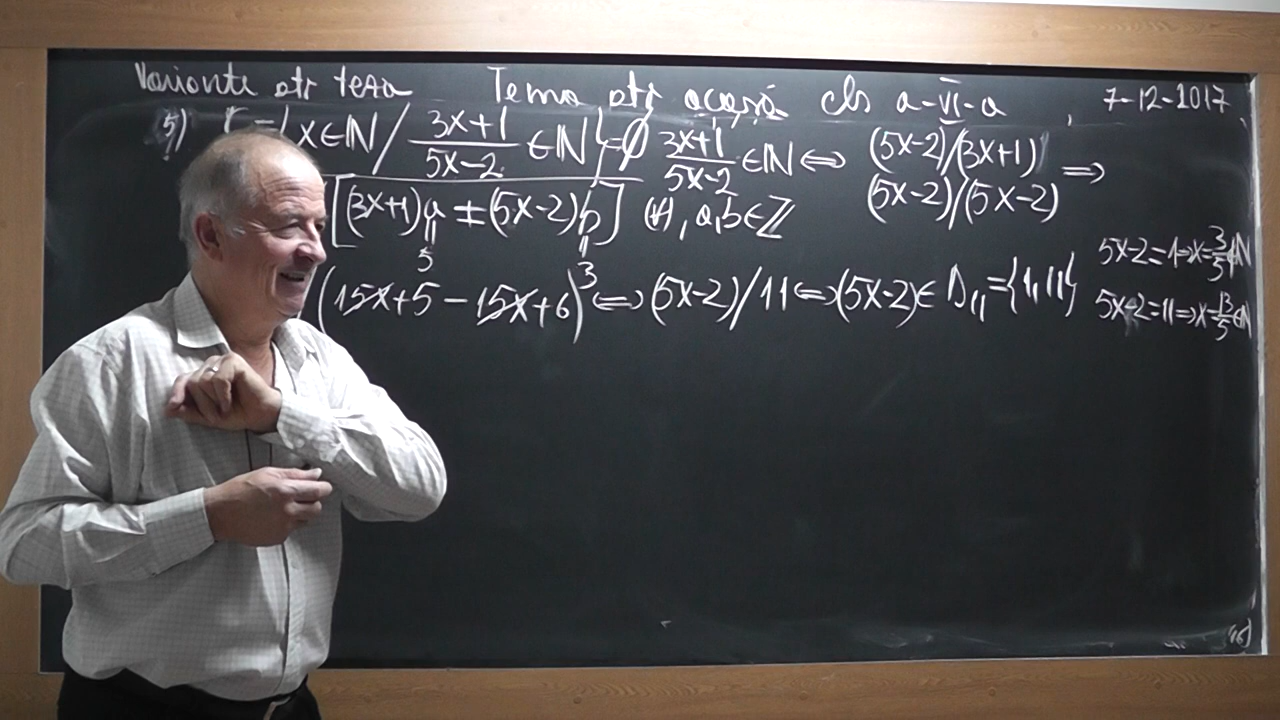 Variante ptr teza Tema ptr acasă cls a-VI-a, 7-12-2017
5) {x∈ℕ / (3x+1)/(5x-2) ∈ℕ}=∅ (3x+1)/(5x-2) ∈ℕ ⇔ (5x-2)/(3x+1) ⇒
(5x-2)/(5x-2)
[(3x+1)a ± (5x-2)b] (∀), a,b∈ℤ
5 3
(15x+5 - 15x+6) ⇔ (5x-2)/11 ⇔ (5x-2)∈ D₁₁={1,11}
5x-2=1⇒x=3/5∉ℕ
5x-2=11⇒x=13/5∉ℕ